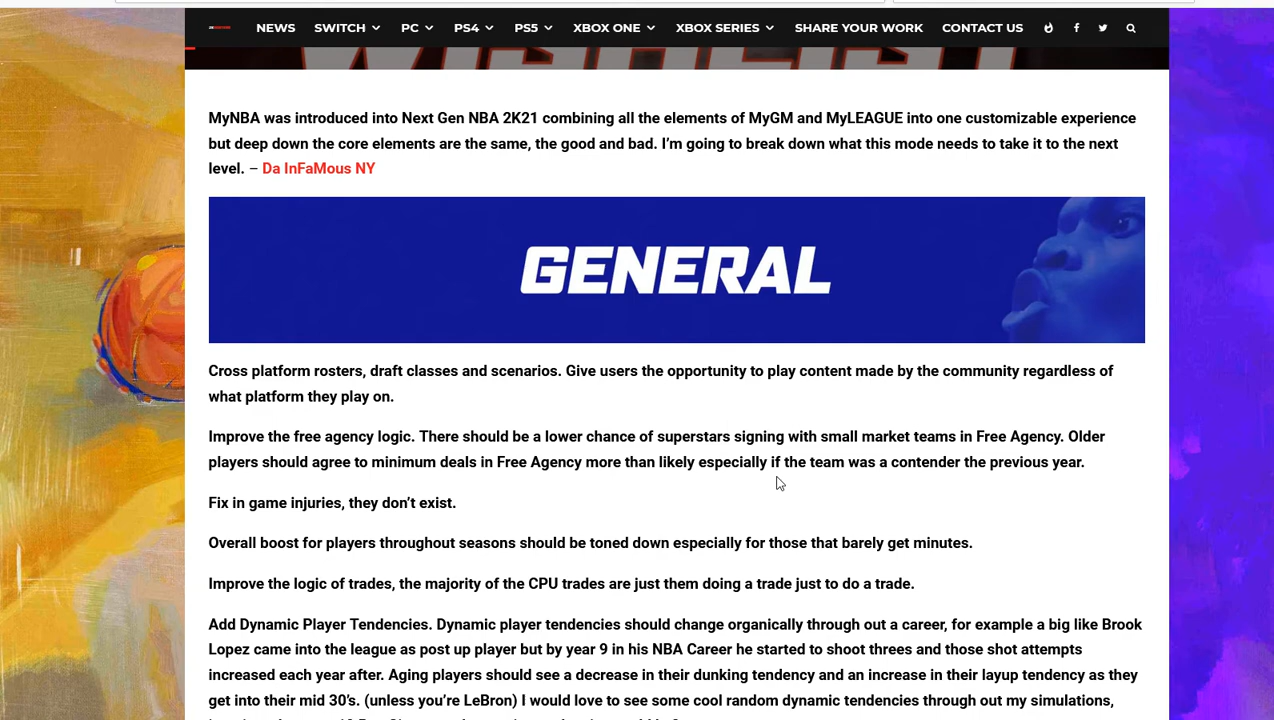 NEWS SWITCH PC PS4 PS5 XBOX ONE XBOX SERIES SHARE YOUR WORK CONTACT US
WISHLIST
MyNBA was introduced into Next Gen NBA 2K21 combining all the elements of MyGM and MyLEAGUE into one customizable experience
but deep down the core elements are the same, the good and bad. I’m going to break down what this mode needs to take it to the next
level. – Da InFaMous NY
GENERAL
Cross platform rosters, draft classes and scenarios. Give users the opportunity to play content made by the community regardless of
what platform they play on.
Improve the free agency logic. There should be a lower chance of superstars signing with small market teams in Free Agency. Older
players should agree to minimum deals in Free Agency more than likely especially if the team was a contender the previous year.
Fix in game injuries, they don’t exist.
Overall boost for players throughout seasons should be toned down especially for those that barely get minutes.
Improve the logic of trades, the majority of the CPU trades are just them doing a trade just to do a trade.
Add Dynamic Player Tendencies. Dynamic player tendencies should change organically through out a career, for example a big like Brook
Lopez came into the league as post up player but by year 9 in his NBA Career he started to shoot threes and those shot attempts
increased each year after. Aging players should see a decrease in their dunking tendency and an increase in their layup tendency as they
get into their mid 30’s. (unless you’re LeBron) I would love to see some cool random dynamic tendencies through out my simulations,